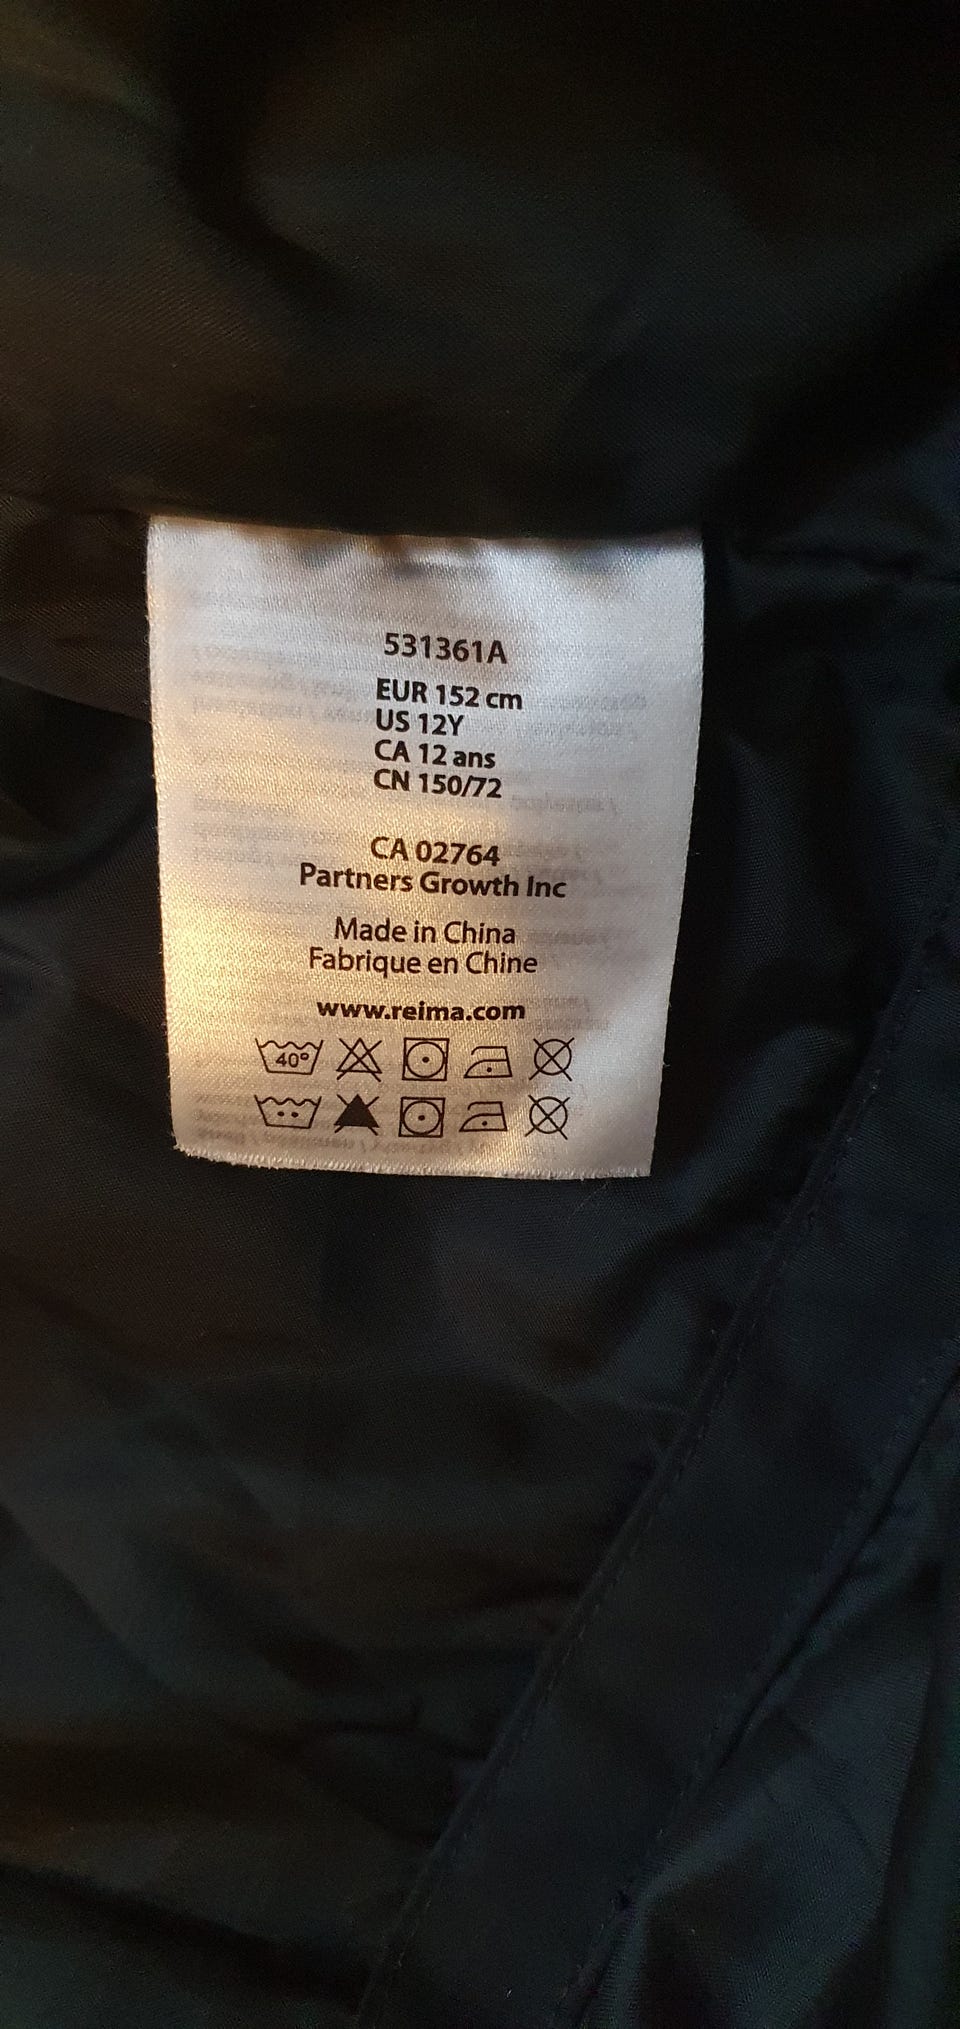 531361A
EUR 152 cm
US 12Y
CA 12 ans
CN 150/72
CA 02764
Partners Growth Inc
Made in China
Fabrique en Chine
www.reima.com
40°